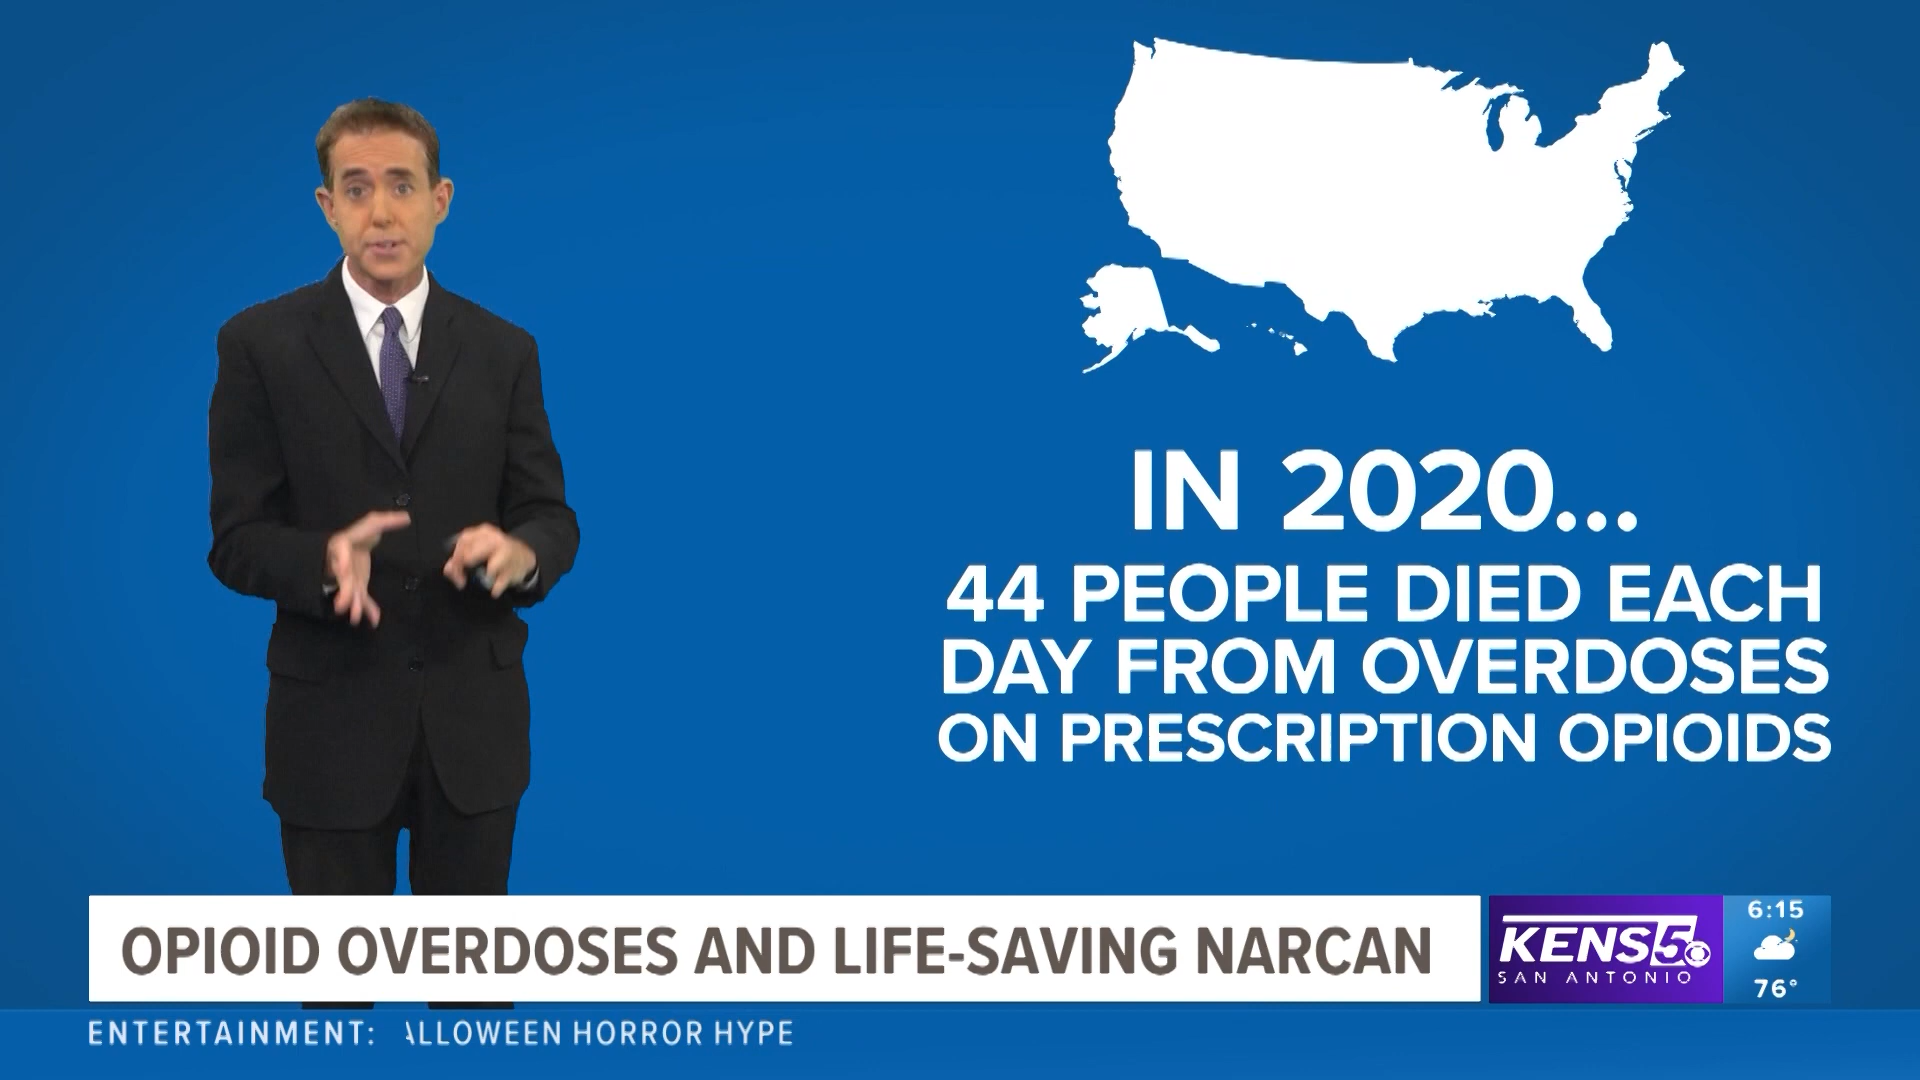 IN 2020...
44 PEOPLE DIED EACH
DAY FROM OVERDOSES
ON PRESCRIPTION OPIOIDS
OPIOID OVERDOSES AND LIFE-SAVING NARCAN
KENS5
SAN ANTONIO
6:15
76°
ENTERTAINMENT: ALLOWEEN HORROR HYPE